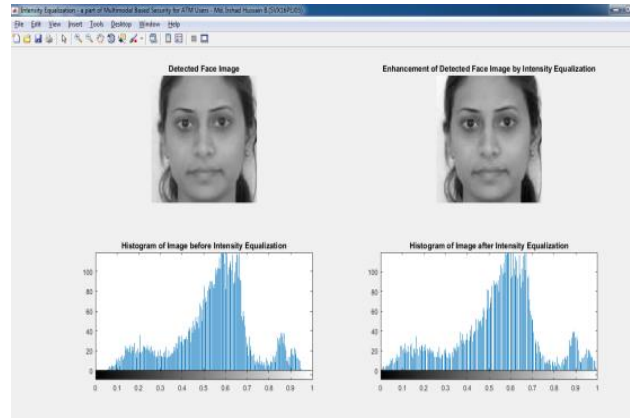 Intensity Equalization - a part of Multimodal Based Security for ATM Users - Md. Irshad Hussain B
File Edit View Insert Tools Desktop Window Help
Detected Face Image
Enhancement of Detected Face Image by Intensity Equalization
Histogram of Image before Intensity Equalization
Histogram of Image after Intensity Equalization
100
80
60
40
20
0
0 0.1 0.2 0.3 0.4 0.5 0.6 0.7 0.8 0.9 1
100
80
60
40
20
0
0 0.1 0.2 0.3 0.4 0.5 0.6 0.7 0.8 0.9 1